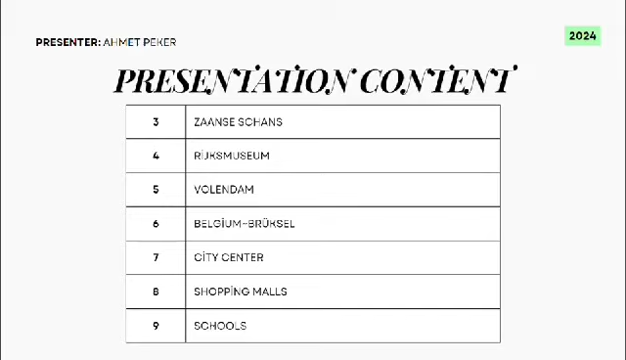 PRESENTER: AHMET PEKER
2024
PRESENTATION CONTENT
3 ZAANSE SCHANS
4 RİJKSMUSEUM
5 VOLENDAM
6 BELGİUM-BRÜKSEL
7 CİTY CENTER
8 SHOPPİNG MALLS
9 SCHOOLS